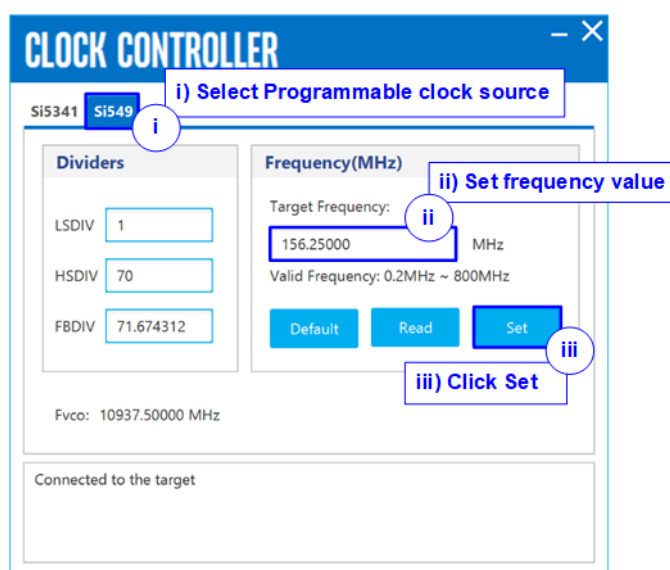 CLOCK CONTROLLER
i) Select Programmable clock source
Si5341 Si549
i
Dividers
Frequency(MHz)
ii) Set frequency value
Target Frequency:
ii
LSDIV 1
156.25000 MHz
HSDIV 70
Valid Frequency: 0.2MHz ~ 800MHz
FBDIV 71.674312
Default Read Set
iii
iii) Click Set
Fvco: 10937.50000 MHz
Connected to the target